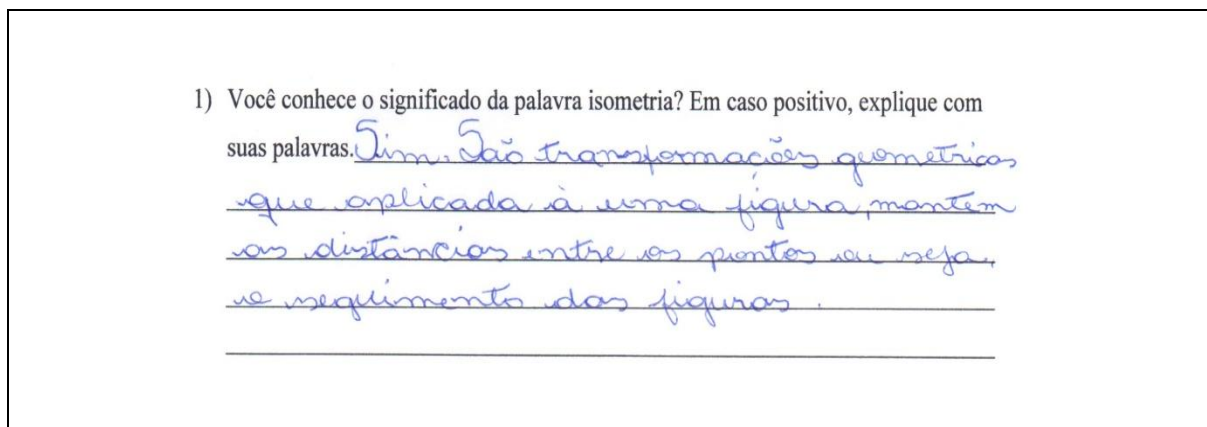 1) Você conhece o significado da palavra isometria? Em caso positivo, explique com
suas palavras. Sim. São transformações geometricas
que aplicada à uma figura, mantem
as distâncias entre os pontos ou seja,
o seguimento das figuras.